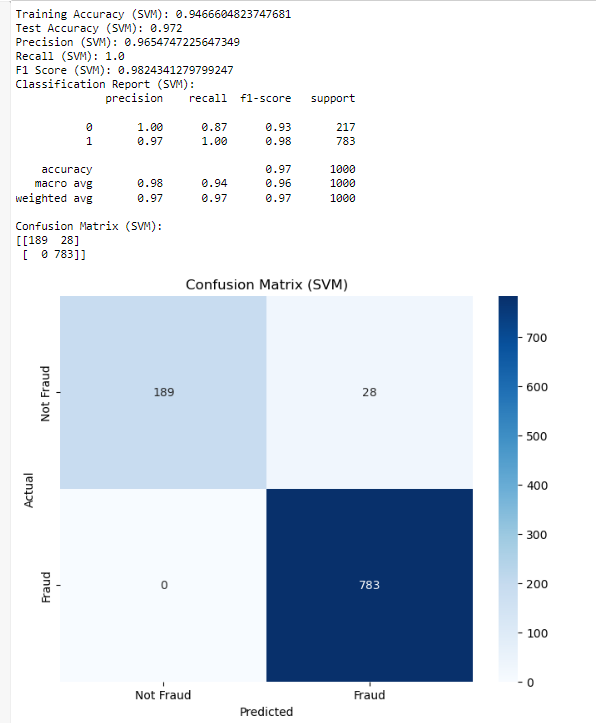 Training Accuracy (SVM): 0.9466604823747681
Test Accuracy (SVM): 0.972
Precision (SVM): 0.9654747225647349
Recall (SVM): 1.0
F1 Score (SVM): 0.9824341279799247
Classification Report (SVM):
              precision    recall  f1-score   support

           0       1.00      0.87      0.93       217
           1       0.97      1.00      0.98       783

    accuracy                           0.97      1000
   macro avg       0.98      0.94      0.96      1000
weighted avg       0.97      0.97      0.97      1000

Confusion Matrix (SVM):
[[189  28]
 [  0 783]]
Confusion Matrix (SVM)
Actual
Not Fraud
Fraud
189
28
0
783
Not Fraud
Fraud
Predicted
700
600
500
400
300
200
100
0